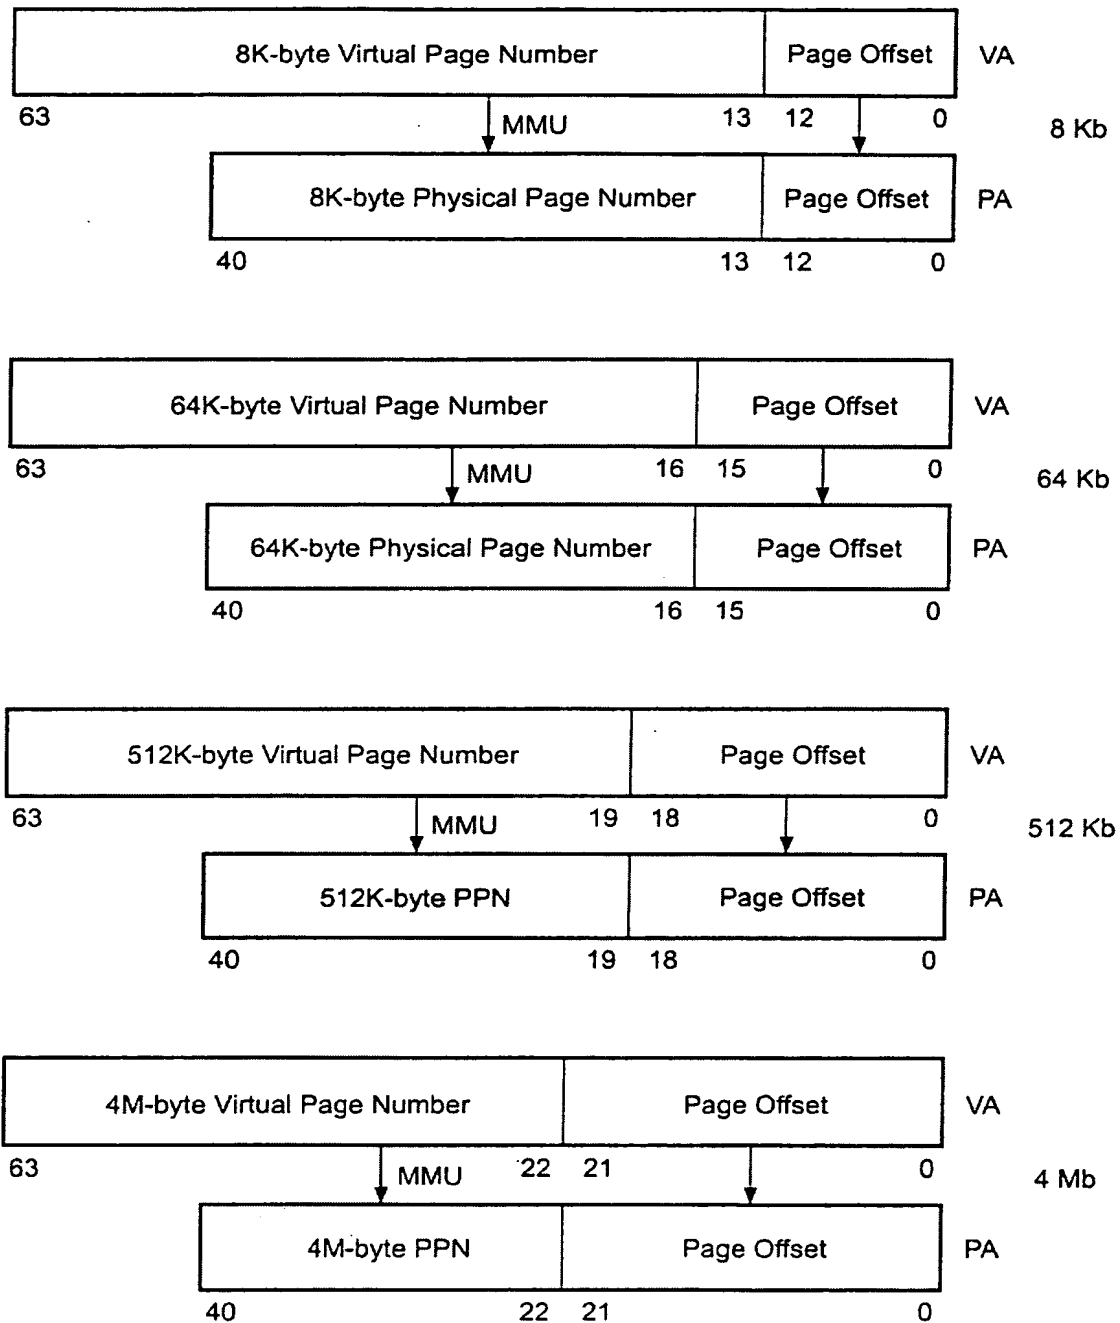 8K-byte Virtual Page Number Page Offset VA
63 13 12 0
MMU
8 Kb
8K-byte Physical Page Number Page Offset PA
40 13 12 0
64K-byte Virtual Page Number Page Offset VA
63 16 15 0
MMU
64 Kb
64K-byte Physical Page Number Page Offset PA
40 16 15 0
512K-byte Virtual Page Number Page Offset VA
63 19 18 0
MMU
512 Kb
512K-byte PPN Page Offset PA
40 19 18 0
4M-byte Virtual Page Number Page Offset VA
63 22 21 0
MMU
4 Mb
4M-byte PPN Page Offset PA
40 22 21 0